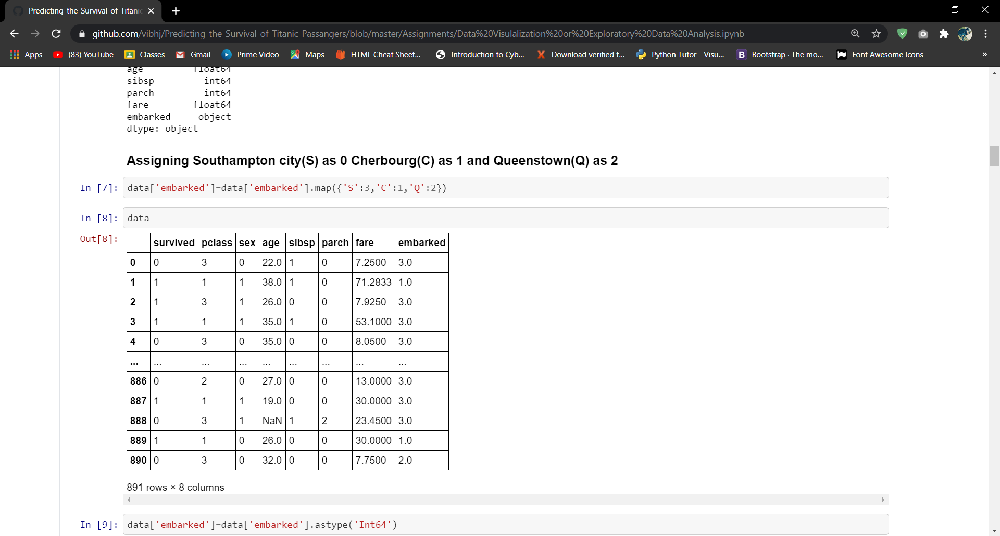 Predicting-the-Survival-of-Titanic
github.com/vibhj/Predicting-the-Survival-of-Titanic-Passangers/blob/master/Assignments/Data%20Visulalization%20or%20Exploratory%20Data%20Analysis.ipynb
Apps (83) YouTube Classes Gmail Prime Video Maps HTML Cheat Sheet... Introduction to Cyb... X Download verified t... Python Tutor - Visu... B Bootstrap · The mo... Font Awesome Icons »
age float64
sibsp int64
parch int64
fare float64
embarked object
dtype: object
Assigning Southampton city(S) as 0 Cherbourg(C) as 1 and Queenstown(Q) as 2
In [7]: data['embarked']=data['embarked'].map({'S':3,'C':1,'Q':2})
In [8]: data
Out[8]:
survived pclass sex age sibsp parch fare embarked
0 0 3 0 22.0 1 0 7.2500 3.0
1 1 1 1 38.0 1 0 71.2833 1.0
2 1 3 1 26.0 0 0 7.9250 3.0
3 1 1 1 35.0 1 0 53.1000 3.0
4 0 3 0 35.0 0 0 8.0500 3.0
... ... ... ... ... ... ... ... ...
886 0 2 0 27.0 0 0 13.0000 3.0
887 1 1 1 19.0 0 0 30.0000 3.0
888 0 3 1 NaN 1 2 23.4500 3.0
889 1 1 0 26.0 0 0 30.0000 1.0
890 0 3 0 32.0 0 0 7.7500 2.0
891 rows × 8 columns
In [9]: data['embarked']=data['embarked'].astype('Int64')